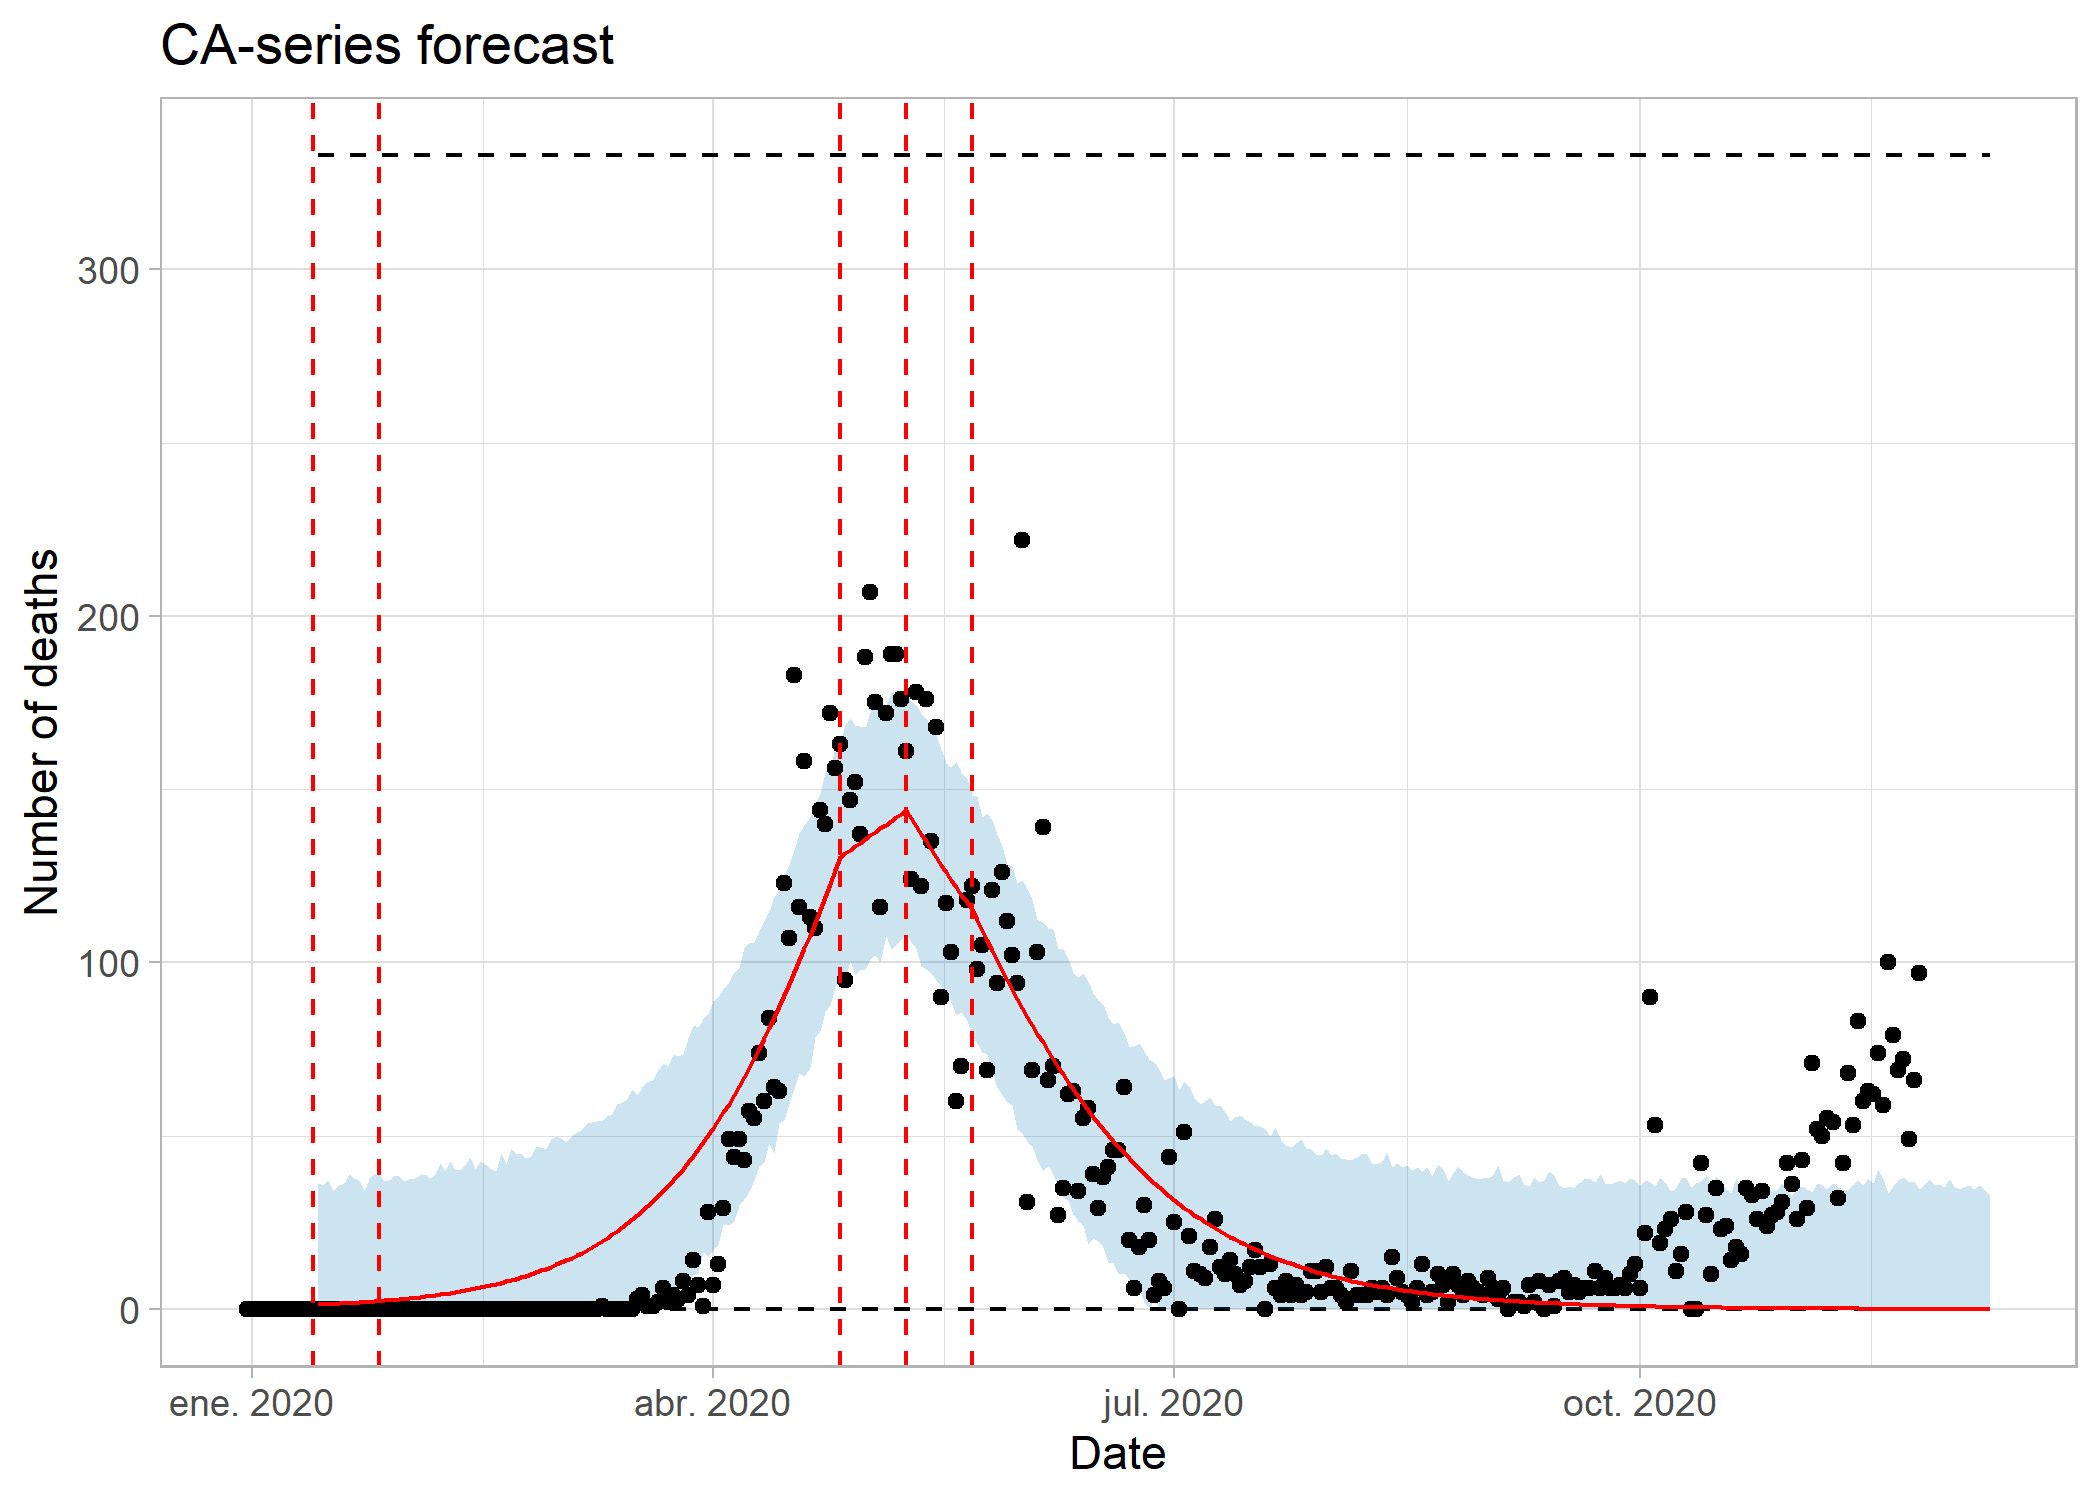 CA-series forecast
Number of deaths
300
200
100
0
ene. 2020
abr. 2020
jul. 2020
oct. 2020
Date